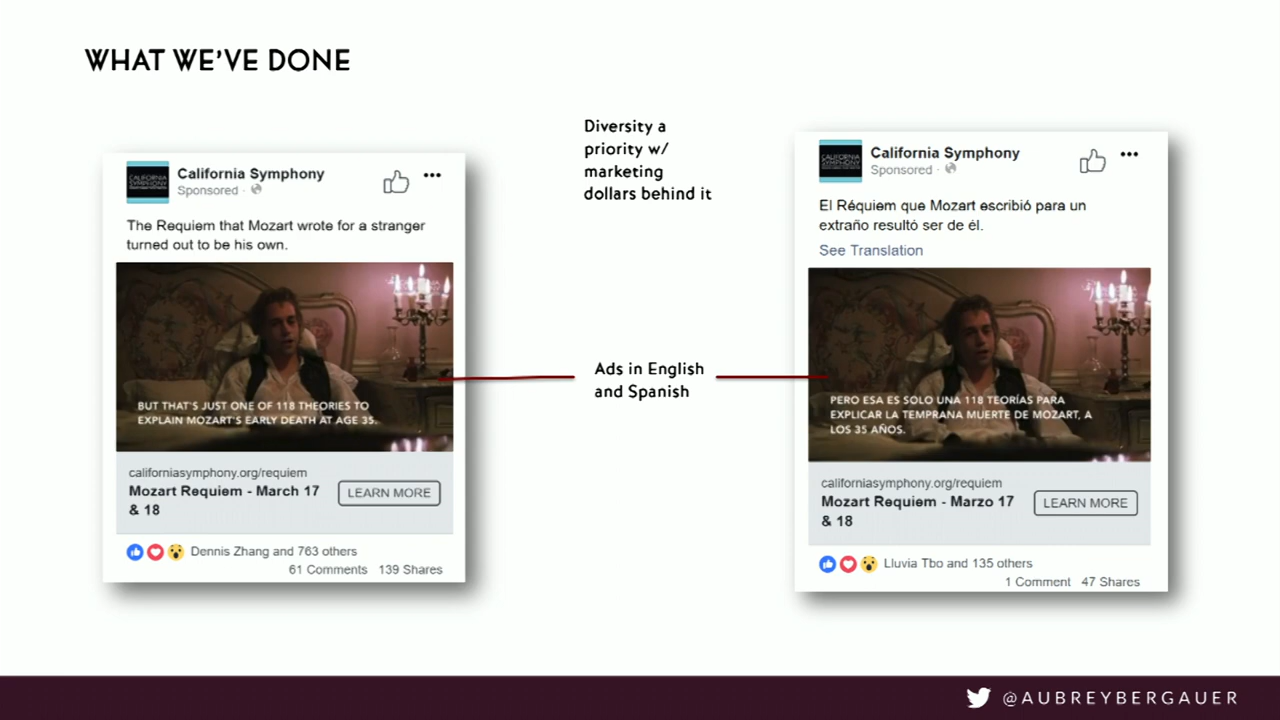 WHAT WE'VE DONE
California Symphony
Sponsored ·
The Requiem that Mozart wrote for a stranger
turned out to be his own.
BUT THAT'S JUST ONE OF 118 THEORIES TO
EXPLAIN MOZART'S EARLY DEATH AT AGE 35.
californiasymphony.org/requiem
Mozart Requiem - March 17
& 18
LEARN MORE
Dennis Zhang and 763 others
61 Comments 139 Shares
Diversity a
priority w/
marketing
dollars behind it
Ads in English
and Spanish
CALIFORNIA
SYMPHONY
California Symphony
Sponsored ·
El Réquiem que Mozart escribió para un
extraño resultó ser de él.
See Translation
PERO ESA ES SÓLO UNA 118 TEORÍAS PARA
EXPLICAR LA TEMPRANA MUERTE DE MOZART, A
LOS 35 AÑOS.
californiasymphony.org/requiem
Mozart Requiem - Marzo 17
& 18
LEARN MORE
Lluvia Tbo and 135 others
1 Comment 47 Shares
@AUBREYBERGAUER